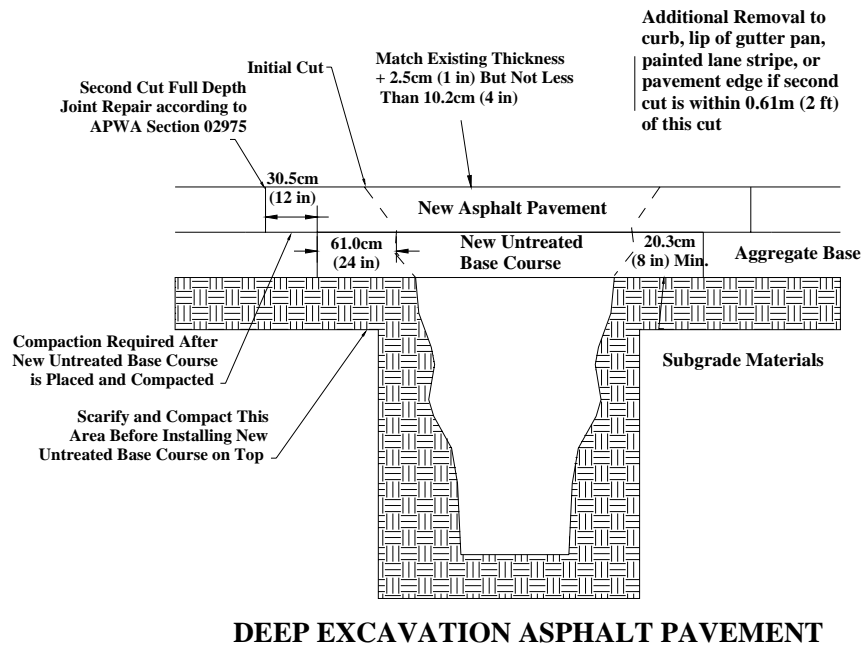 Additional Removal to
curb, lip of gutter pan,
painted lane stripe, or
pavement edge if second
cut is within 0.61m (2 ft)
of this cut
Match Existing Thickness
+ 2.5cm (1 in) But Not Less
Than 10.2cm (4 in)
Initial Cut
Second Cut Full Depth
Joint Repair according to
APWA Section 02975
30.5cm
(12 in)
New Asphalt Pavement
61.0cm
(24 in)
New Untreated
Base Course
20.3cm
(8 in) Min.
Aggregate Base
Compaction Required After
New Untreated Base Course
is Placed and Compacted
Subgrade Materials
Scarify and Compact This
Area Before Installing New
Untreated Base Course on Top
DEEP EXCAVATION ASPHALT PAVEMENT